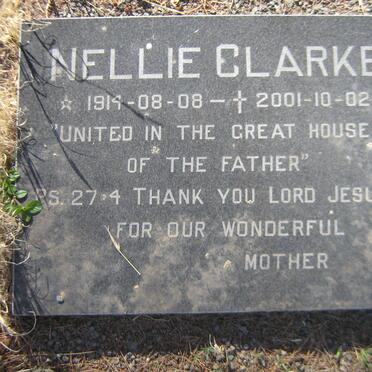 NELLIE CLARKE
☆ 1914-08-08 - ✝ 2001-10-02
"UNITED IN THE GREAT HOUSE
OF THE FATHER"
PS. 27:4 THANK YOU LORD JESU
FOR OUR WONDERFUL
MOTHER